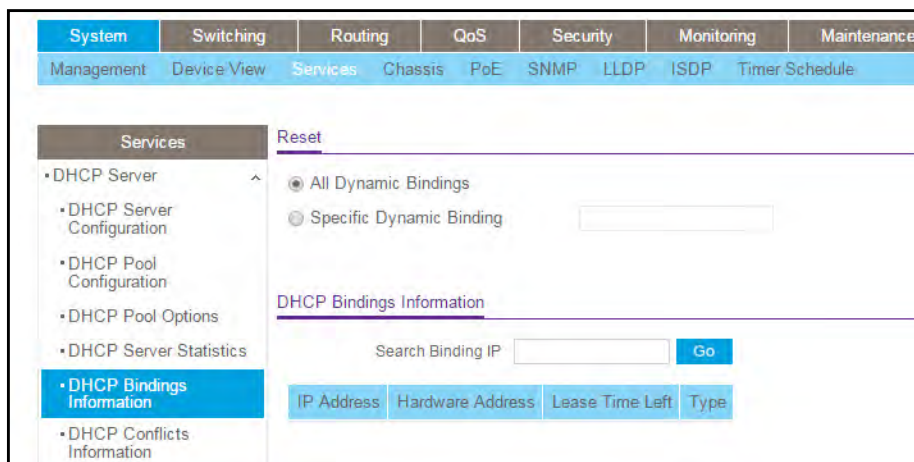 System Switching Routing QoS Security Monitoring Maintenance
Management Device View Services Chassis PoE SNMP LLDP ISDP Timer Schedule
Services
DHCP Server
DHCP Server
Configuration
DHCP Pool
Configuration
DHCP Pool Options
DHCP Server Statistics
DHCP Bindings
Information
DHCP Conflicts
Information
Reset
All Dynamic Bindings
Specific Dynamic Binding
DHCP Bindings Information
Search Binding IP Go
IP Address Hardware Address Lease Time Left Type